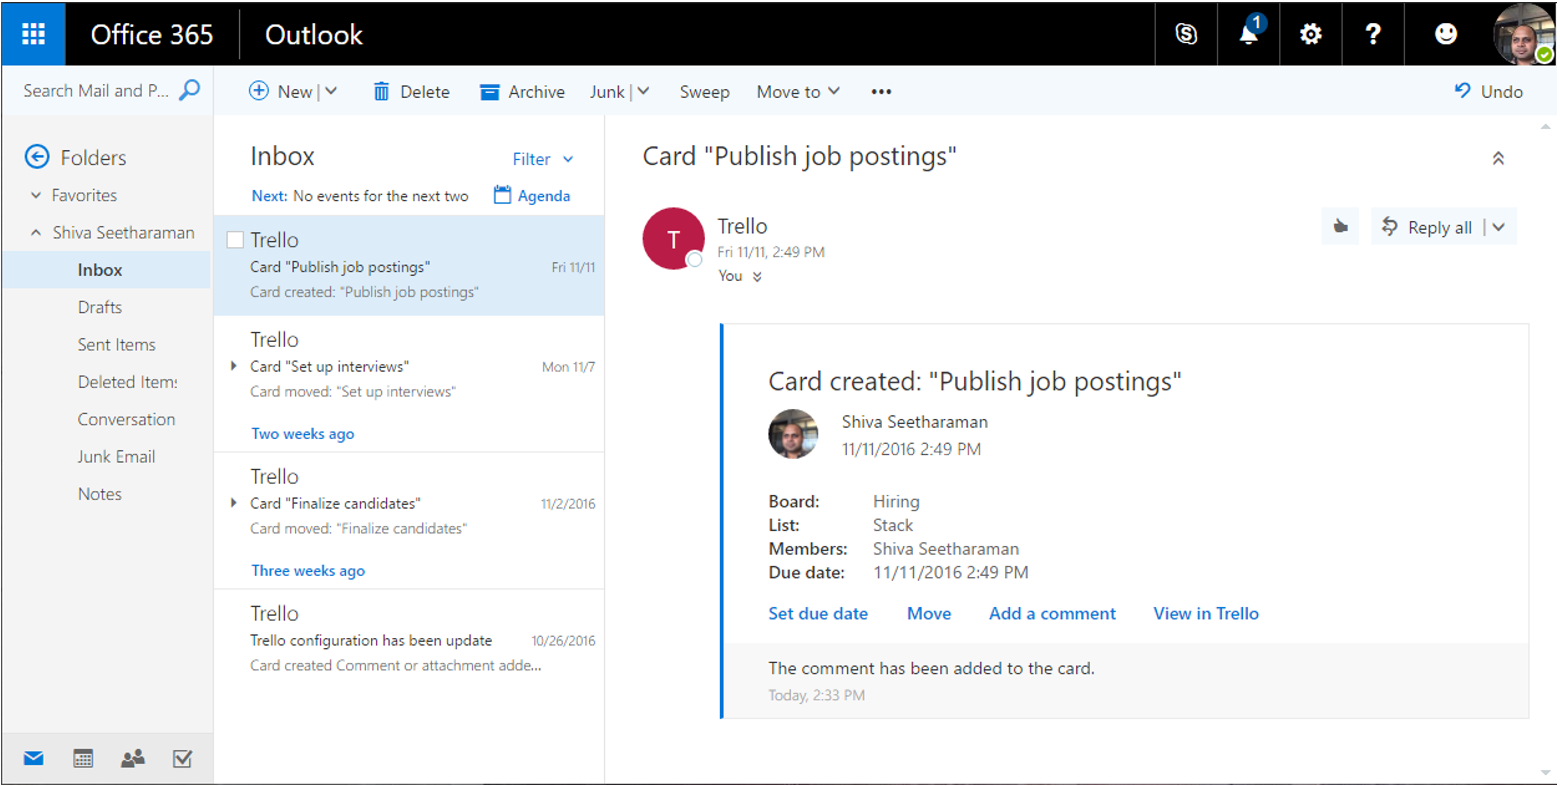 Office 365
Outlook
1
Search Mail and P...
New
Delete
Archive
Junk
Sweep
Move to
Undo
Folders
Favorites
Shiva Seetharaman
Inbox
Drafts
Sent Items
Deleted Items
Conversation
Junk Email
Notes
Inbox
Filter
Next: No events for the next two
Agenda
Trello
Card "Publish job postings"
Fri 11/11
Card created: "Publish job postings"
Trello
Card "Set up interviews"
Mon 11/7
Card moved: "Set up interviews"
Two weeks ago
Trello
Card "Finalize candidates"
11/2/2016
Card moved: "Finalize candidates"
Three weeks ago
Trello
Trello configuration has been update
10/26/2016
Card created Comment or attachment adde...
Card "Publish job postings"
T
Trello
Fri 11/11, 2:49 PM
You
Reply all
Card created: "Publish job postings"
Shiva Seetharaman
11/11/2016 2:49 PM
Board: Hiring
List: Stack
Members: Shiva Seetharaman
Due date: 11/11/2016 2:49 PM
Set due date
Move
Add a comment
View in Trello
The comment has been added to the card.
Today, 2:33 PM